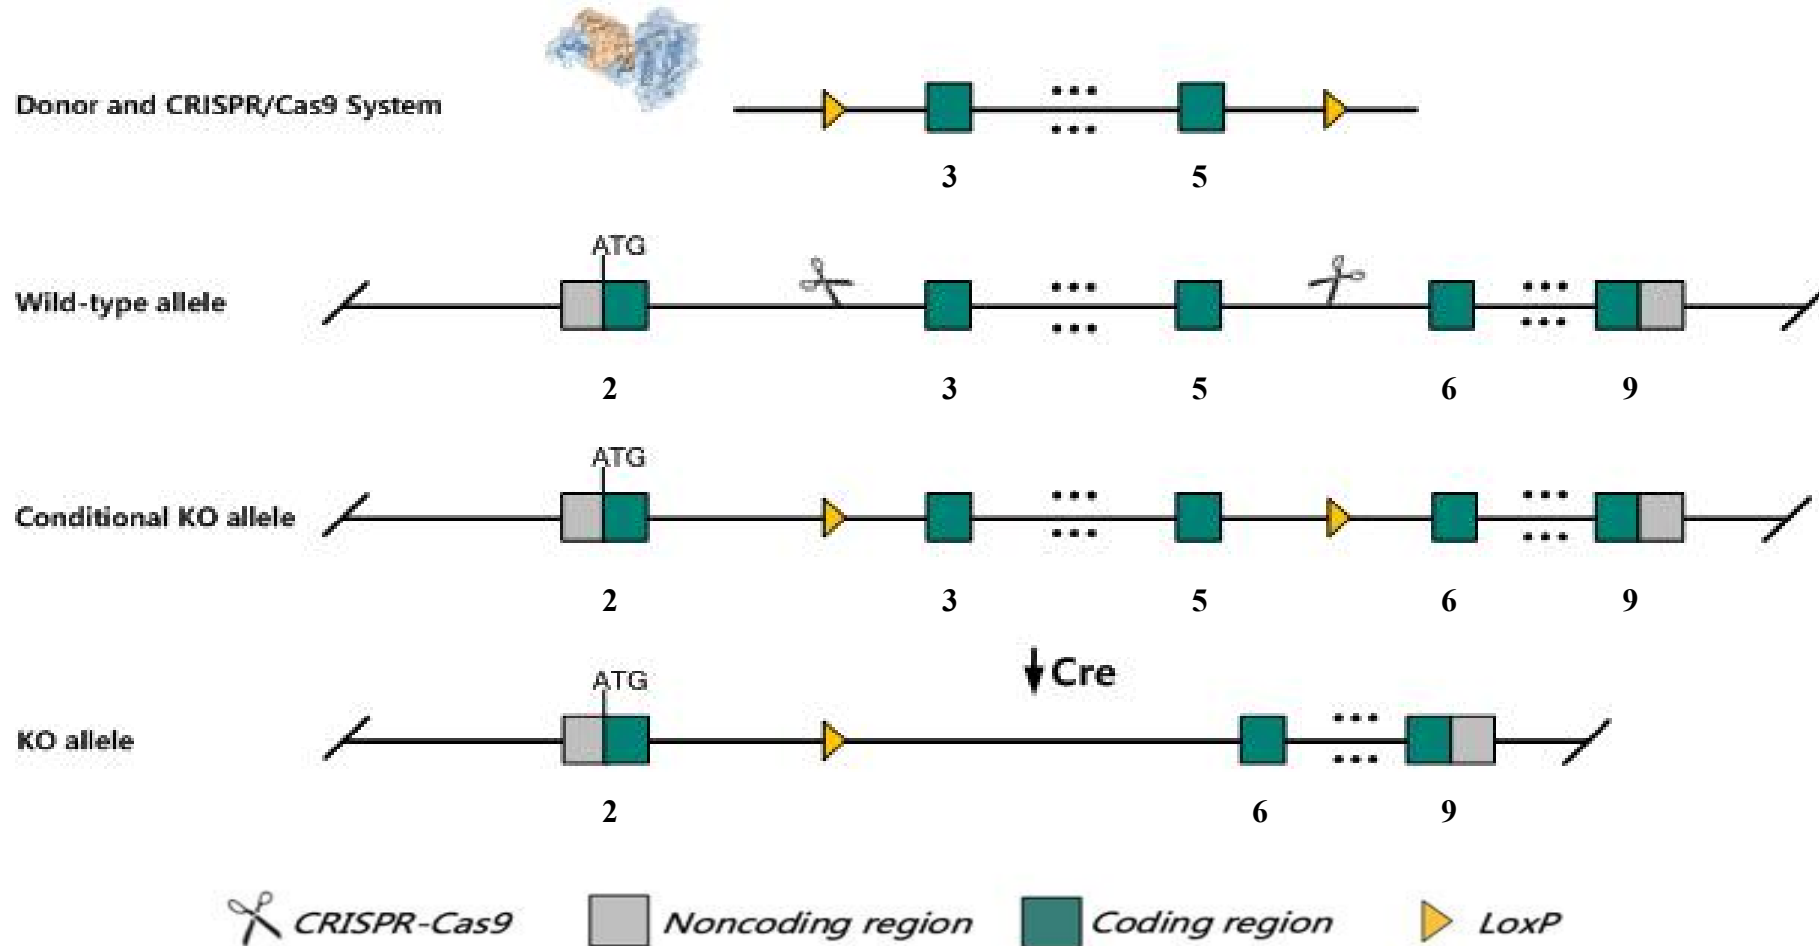 Donor and CRISPR/Cas9 System
3 5
ATG
Wild-type allele
2 3 5 6 9
ATG
Conditional KO allele
2 3 5 6 9
Cre
ATG
KO allele
2 6 9
CRISPR-Cas9 Noncoding region Coding region LoxP